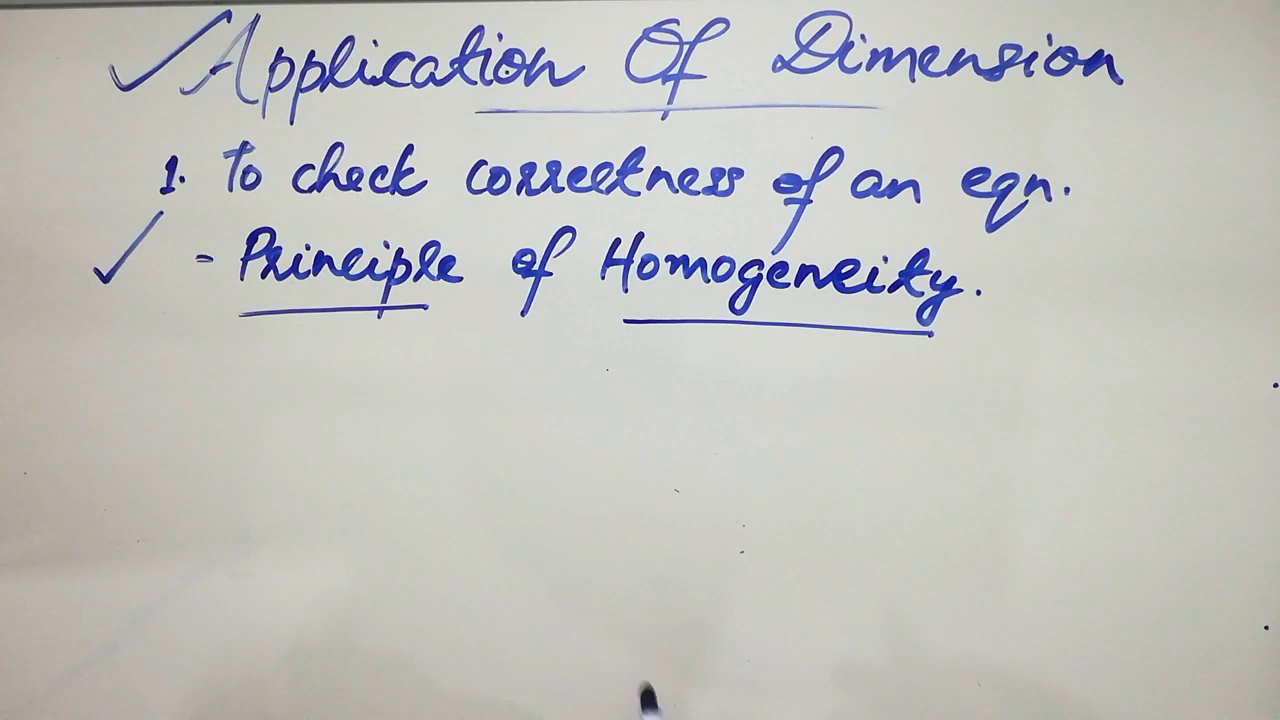 Application Of Dimension
1. To check correctness of an eqn.
- Principle of Homogeneity.